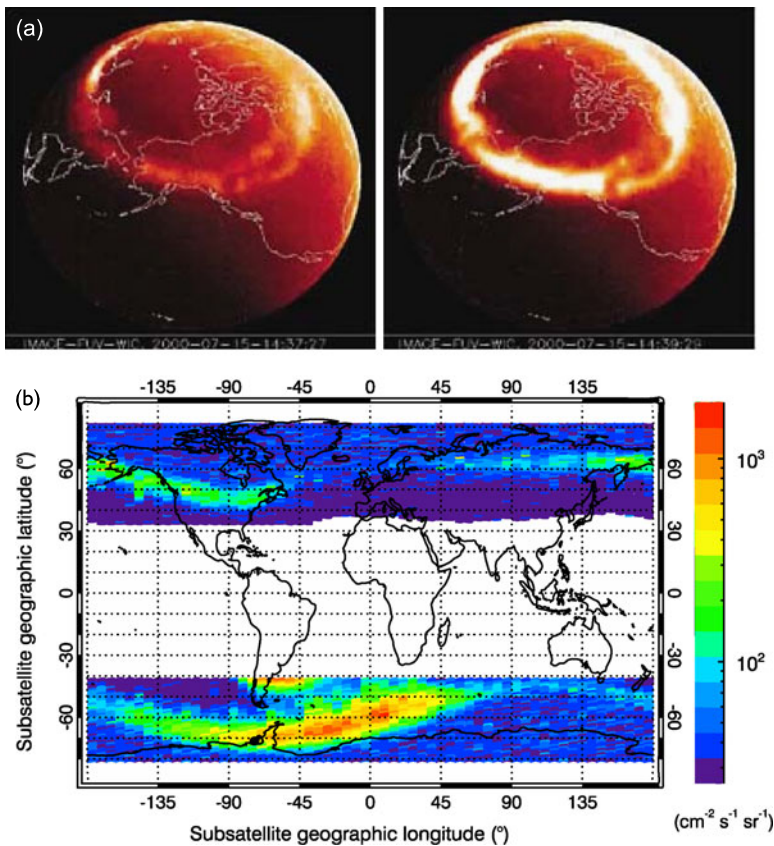 (a)
IMAGE-FUV-WIC, 2000-07-15-14:37:27
IMAGE-FUV-WIC, 2000-07-15-14:39:29
(b)
-135 -90 -45 0 45 90 135
60
30
0
-30
-60
60
30
0
-30
-60
Subsatellite geographic latitude (°)
10³
10²
-135 -90 -45 0 45 90 135
(cm⁻² s⁻¹ sr⁻¹)
Subsatellite geographic longitude (°)